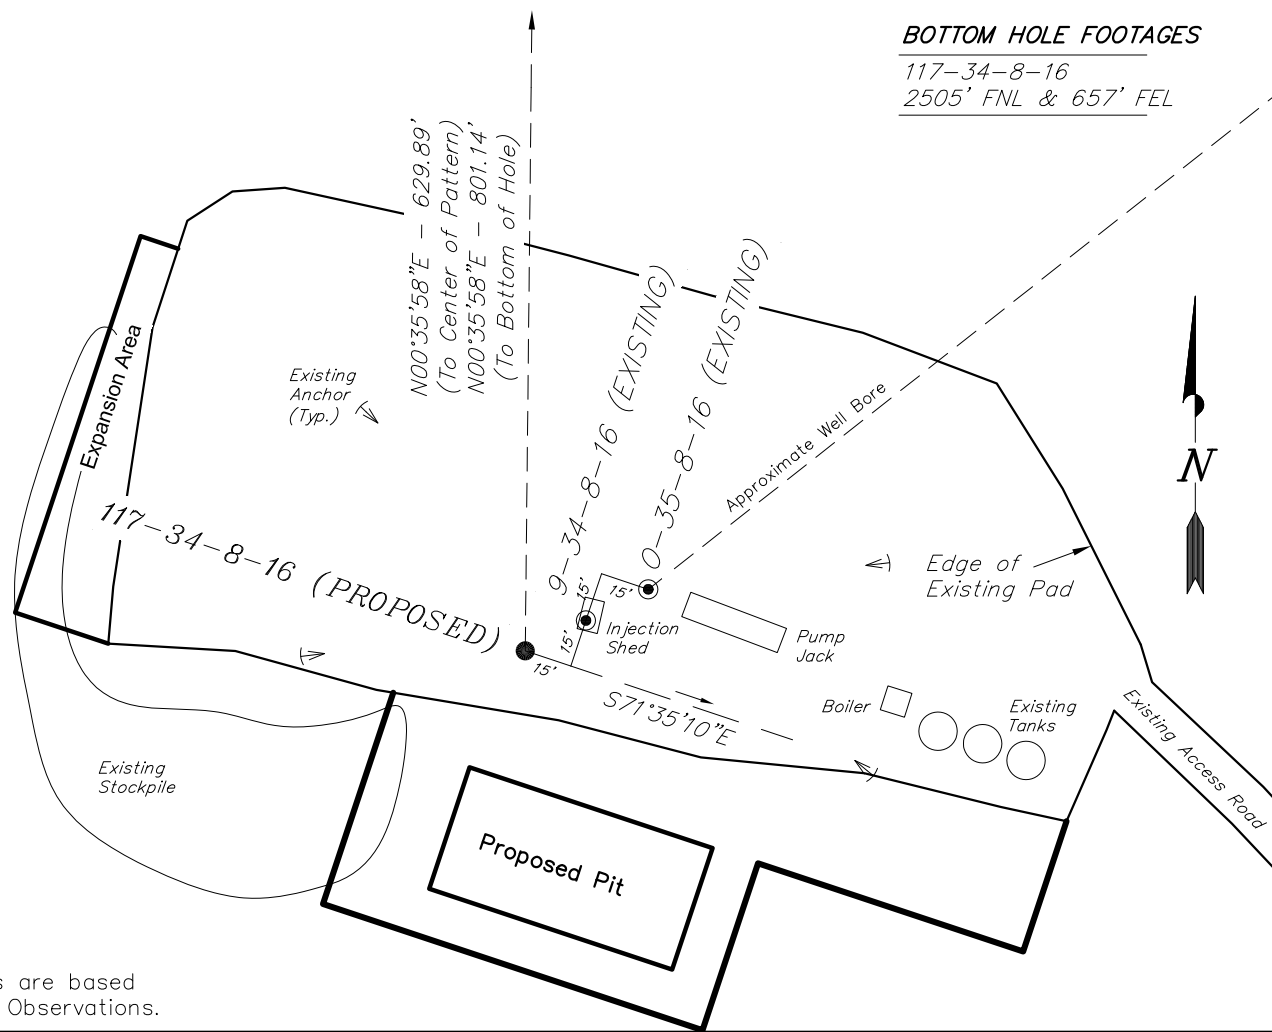 BOTTOM HOLE FOOTAGES
117-34-8-16
2505' FNL & 657' FEL
N00°35'58"E - 629.89'
(To Center of Pattern)
N00°35'58"E - 801.14'
(To Bottom of Hole)
9-34-8-16 (EXISTING)
O-35-8-16 (EXISTING)
Expansion Area
Existing
Anchor
(Typ.)
Approximate Well Bore
N
117-34-8-16 (PROPOSED)
Edge of
Existing Pad
15'
15'
15'
15'
Injection
Shed
Pump
Jack
S71°35'10"E
Boiler
Existing
Tanks
Existing Access Road
Existing
Stockpile
Proposed Pit
s are based
Observations.